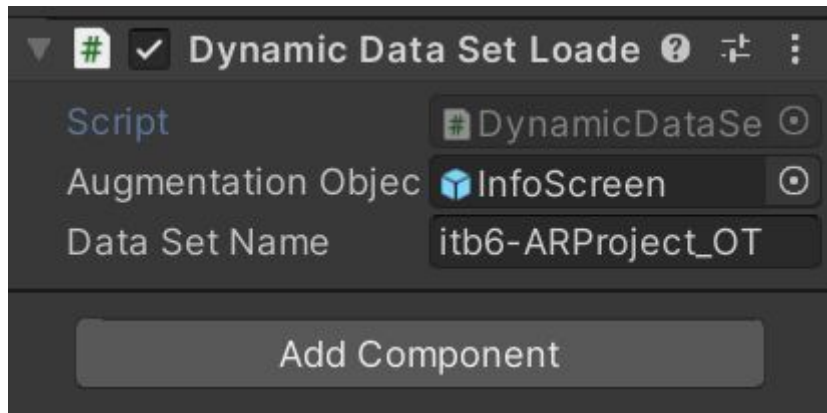 Dynamic Data Set Loade
Script DynamicDataSe
Augmentation Objec InfoScreen
Data Set Name itb6-ARProject_OT
Add Component